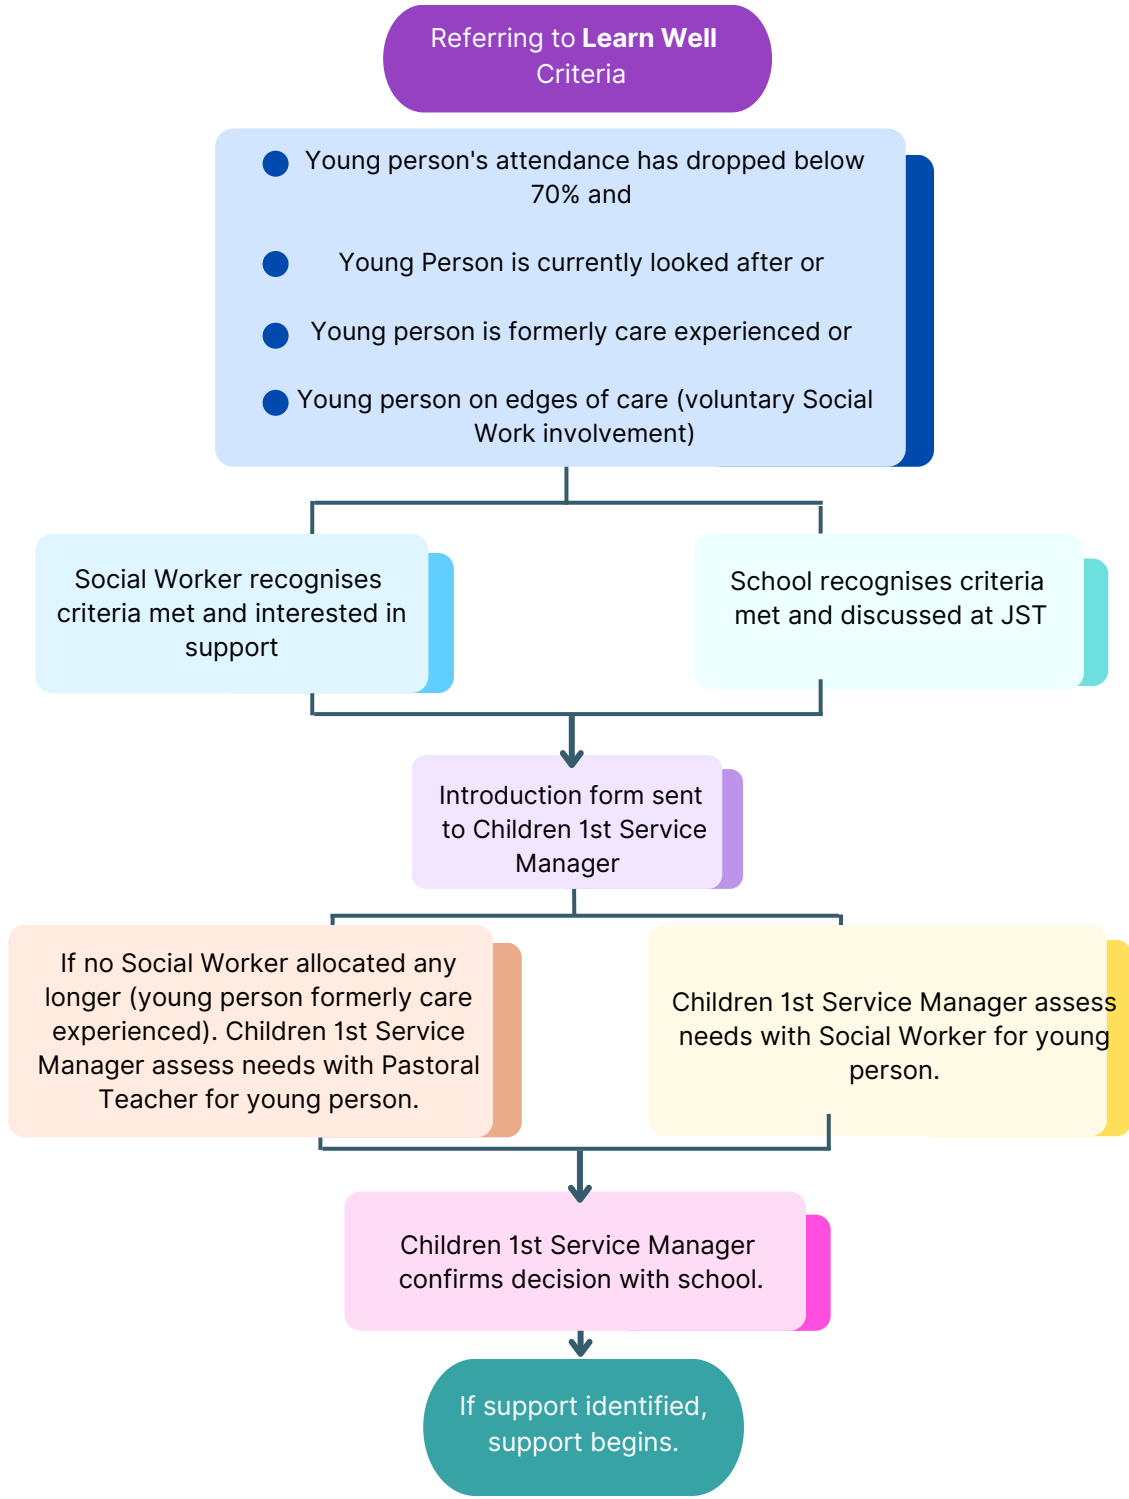 Referring to Learn Well
Criteria
Young person's attendance has dropped below
70% and
Young Person is currently looked after or
Young person is formerly care experienced or
Young person on edges of care (voluntary Social
Work involvement)
Social Worker recognises
criteria met and interested in
support
School recognises criteria
met and discussed at JST
Introduction form sent
to Children 1st Service
Manager
If no Social Worker allocated any
longer (young person formerly care
experienced). Children 1st Service
Manager assess needs with Pastoral
Teacher for young person.
Children 1st Service Manager assess
needs with Social Worker for young
person.
Children 1st Service Manager
confirms decision with school.
If support identified,
support begins.